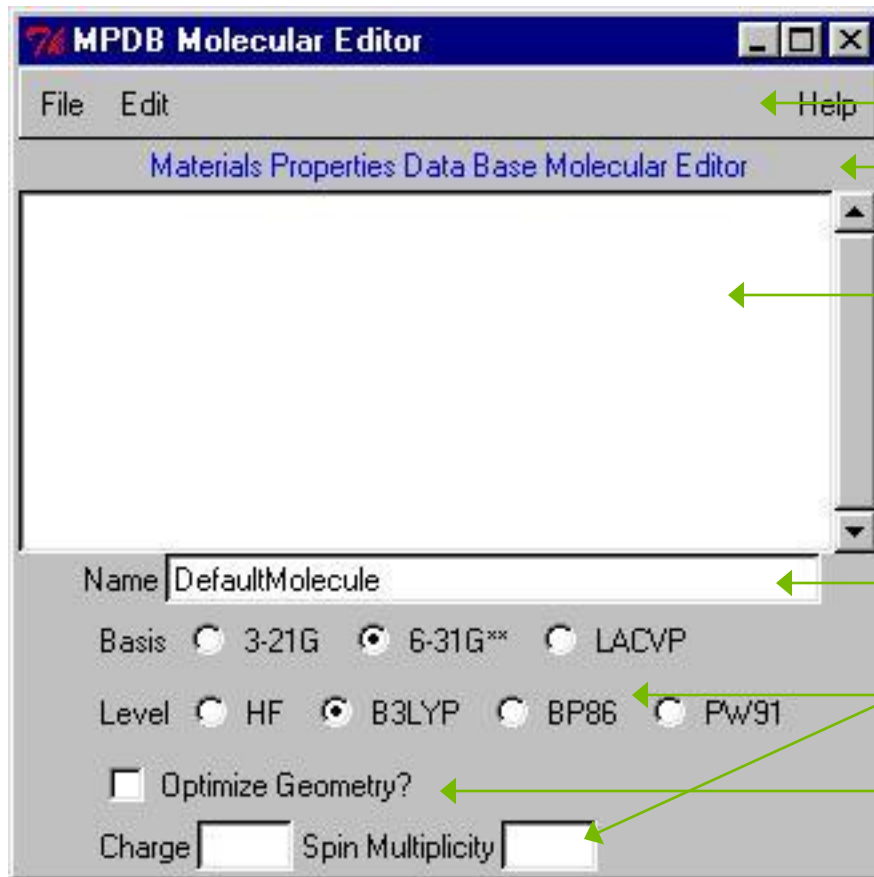 MPDB Molecular Editor
File Edit Help
Materials Properties Data Base Molecular Editor
Name DefaultMolecule
Basis 3-21G 6-31G** LACVP
Level HF B3LYP BP86 PW91
Optimize Geometry?
Charge Spin Multiplicity